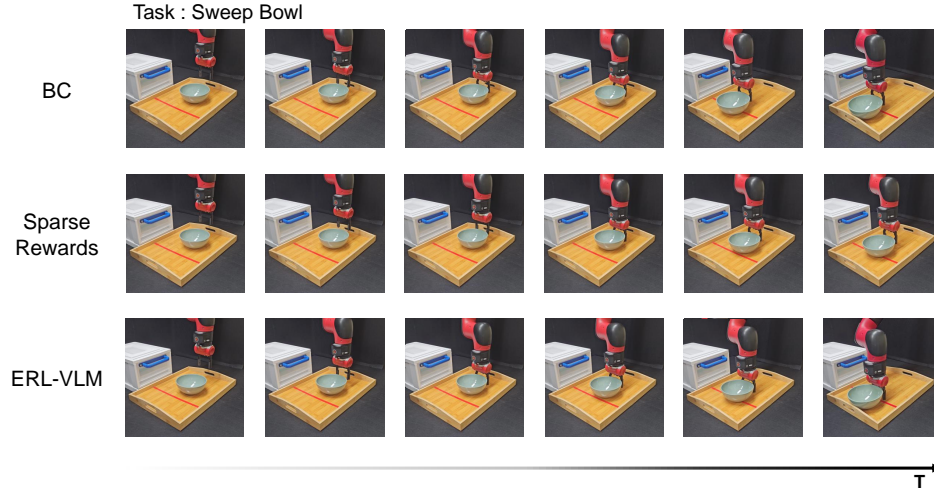 Task : Sweep Bowl
BC
Sparse
Rewards
ERL-VLM
T